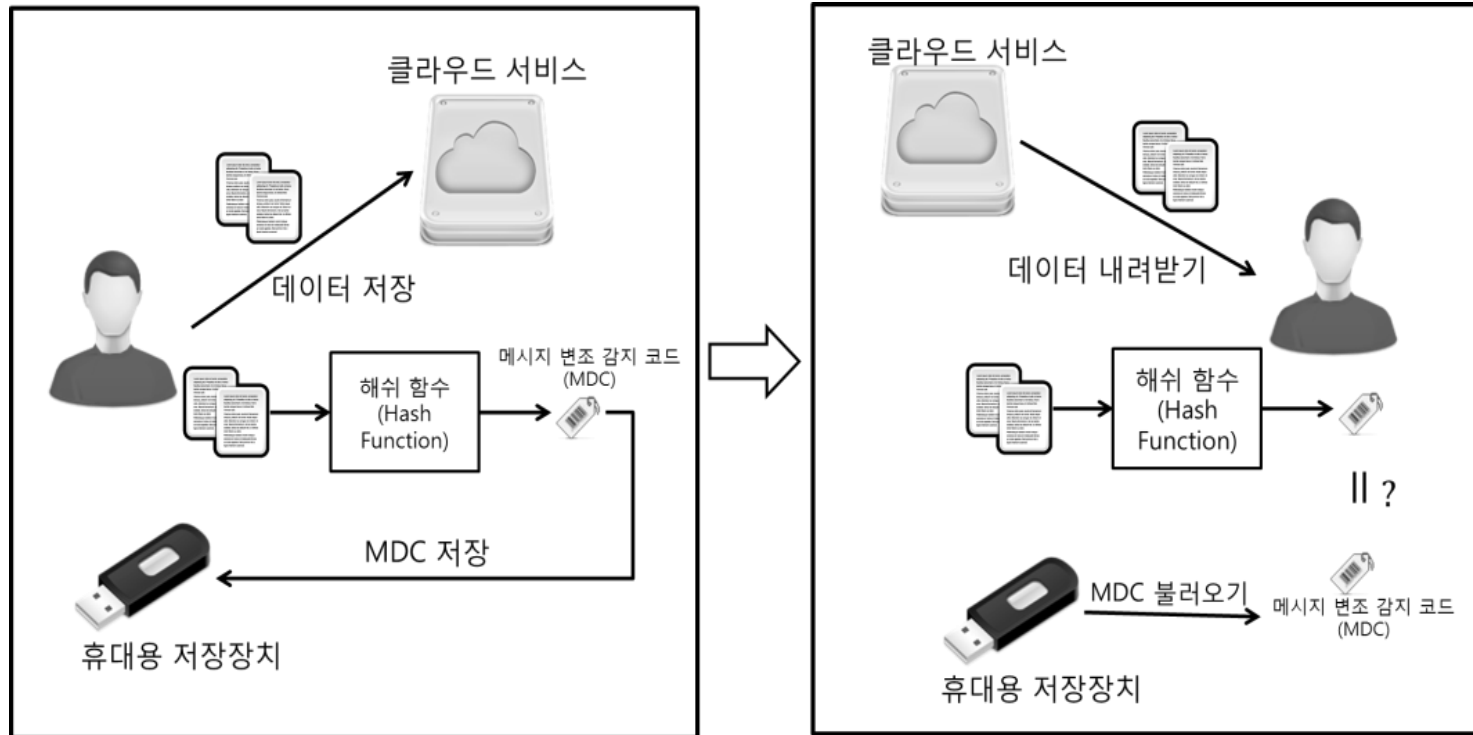 클라우드 서비스
데이터 저장
해쉬 함수
(Hash
Function)
메시지 변조 감지 코드
(MDC)
MDC 저장
휴대용 저장장치
클라우드 서비스
데이터 내려받기
해쉬 함수
(Hash
Function)
|| ?
MDC 불러오기
메시지 변조 감지 코드
(MDC)
휴대용 저장장치